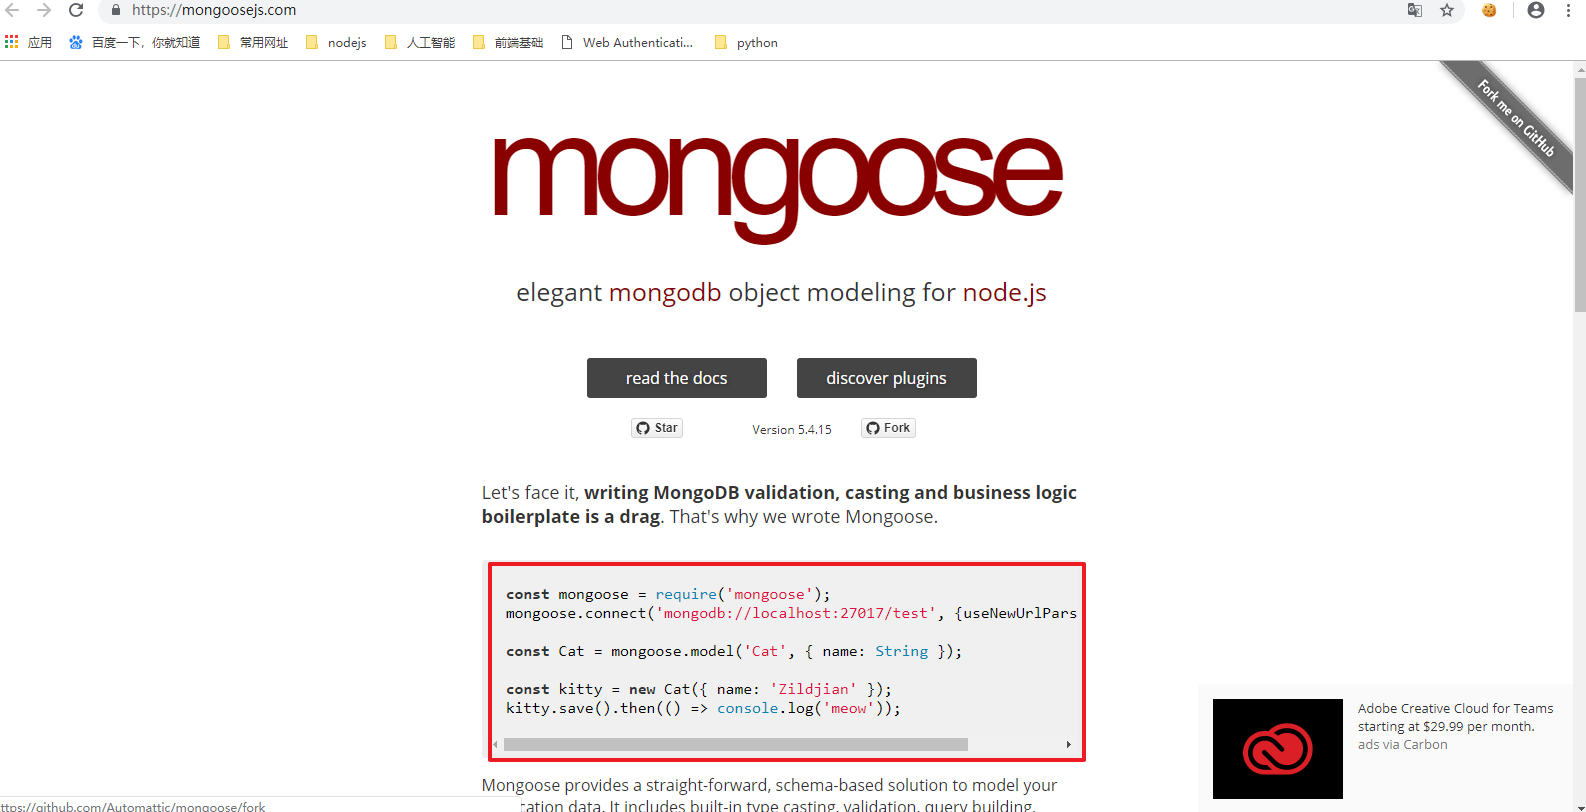 https://mongoosejs.com
应用 百度一下，你就知道 常用网址 nodejs 人工智能 前端基础 Web Authenticati... python
Fork me on GitHub
mongoose
elegant mongodb object modeling for node.js
read the docs discover plugins
Star Version 5.4.15 Fork
Let's face it, writing MongoDB validation, casting and business logic
boilerplate is a drag. That's why we wrote Mongoose.
const mongoose = require('mongoose');
mongoose.connect('mongodb://localhost:27017/test', {useNewUrlPars
const Cat = mongoose.model('Cat', { name: String });
const kitty = new Cat({ name: 'Zildjian' });
kitty.save().then(() => console.log('meow'));
Adobe Creative Cloud for Teams
starting at $29.99 per month.
ads via Carbon
Mongoose provides a straight-forward, schema-based solution to model your
cation data. It includes built-in type casting, validation, query building,
ttps://github.com/Automattic/mongoose/fork